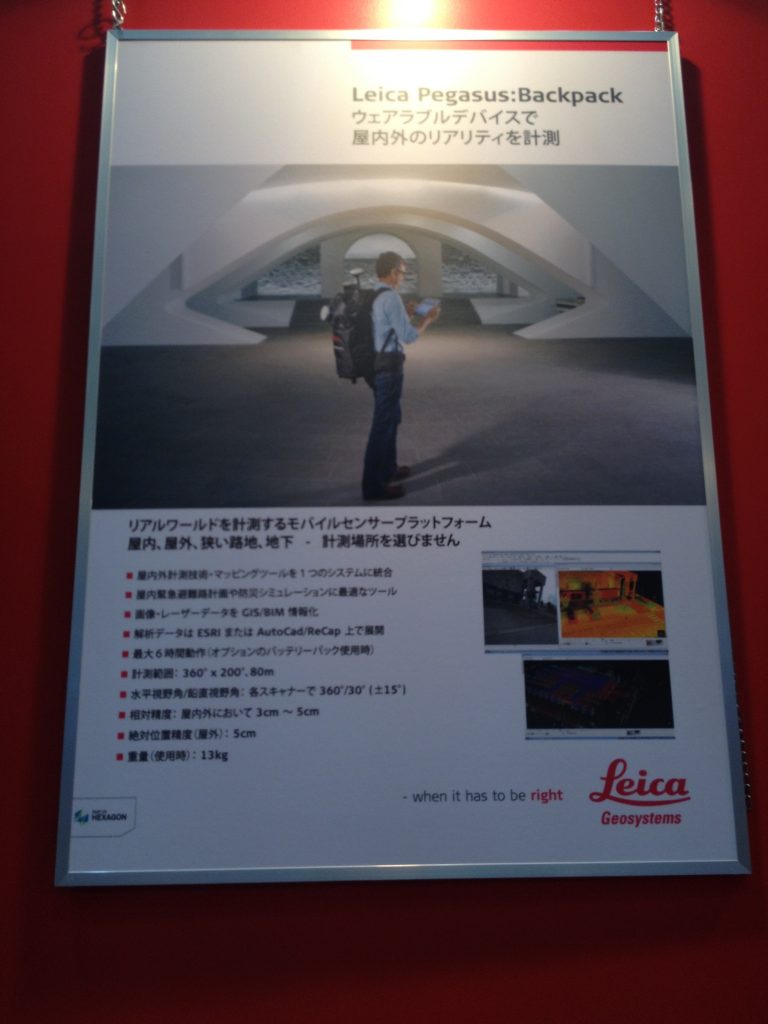 Leica Pegasus:Backpack
ウェアラブルデバイスで
屋内外のリアリティを計測
リアルワールドを計測するモバイルセンサープラットフォーム
屋内、屋外、狭い路地、地下 - 計測場所を選びません
■ 屋内外計測技術・マッピングツールを1つのシステムに統合
■ 屋内緊急避難路計画や防災シミュレーションに最適なツール
■ 画像・レーザーデータを GIS/BIM 情報化
■ 解析データは ESRI または AutoCad/ReCap 上で展開
■ 最大6時間動作(オプションのバッテリーパック使用時)
■ 計測範囲: 360° x 200°、80m
■ 水平視野角/鉛直視野角: 各スキャナーで 360°/30° (±15°)
■ 相対精度: 屋内外において 3cm ～ 5cm
■ 絶対位置精度(屋外): 5cm
■ 重量(使用時): 13kg
- when it has to be right
Leica
Geosystems
PART OF
HEXAGON